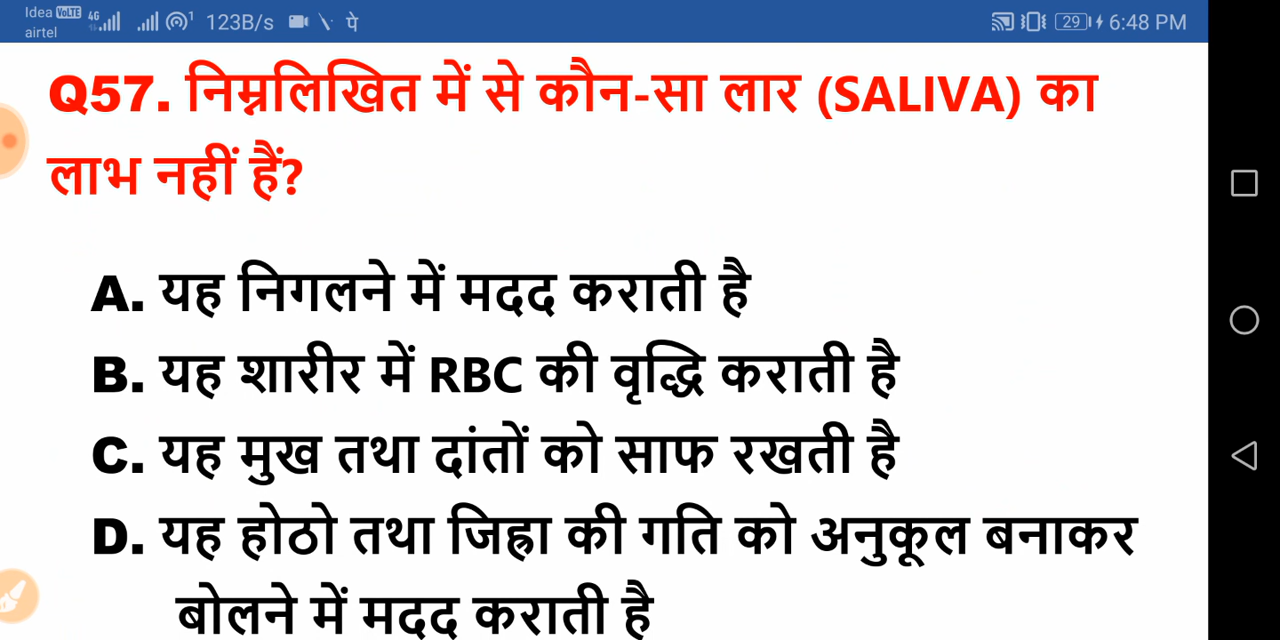 Idea VoLTE 4G 1 123B/s पे 29 6:48 PM
airtel
Q57. निम्नलिखित में से कौन-सा लार (SALIVA) का
लाभ नहीं हैं?
A. यह निगलने में मदद कराती है
B. यह शारीर में RBC की वृद्धि कराती है
C. यह मुख तथा दांतों को साफ रखती है
D. यह होठो तथा जिह्रा की गति को अनुकूल बनाकर
बोलने में मदद कराती है